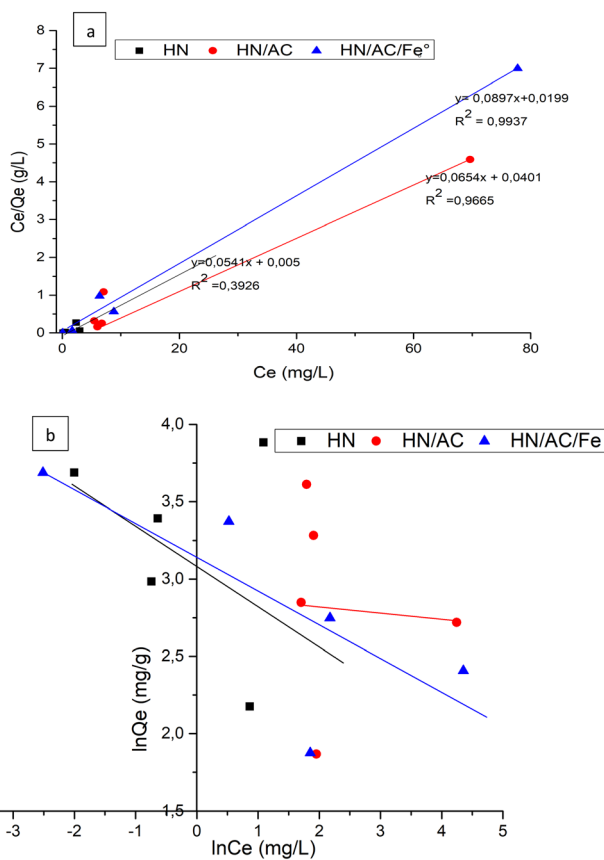 a
HN HN/AC HN/AC/Fe°
8
7
6
5
4
3
2
1
0
Ce/Qe (g/L)
y= 0,0897x+0,0199
R2 = 0,9937
y=0,0654x + 0,0401
R2 = 0,9665
y=0,0541x + 0,005
R2 = 0,3926
0 20 40 60 80
Ce (mg/L)
b
HN HN/AC HN/AC/Fe
4,0
3,5
3,0
2,5
2,0
1,5
lnQe (mg/g)
-3 -2 -1 0 1 2 3 4 5
lnCe (mg/L)